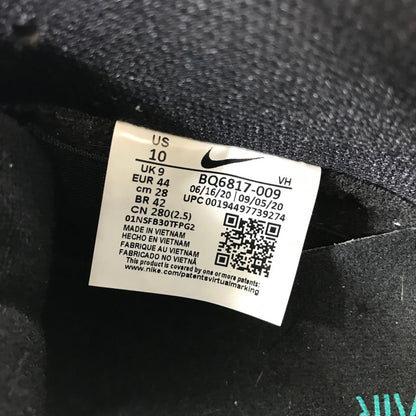 US
10
UK 9
EUR 44
cm 28
BR 42
CN 280(2.5)
01NSFB30TFPG2
VH
BQ6817-009
06/16/20 | 09/05/20
UPC 00194497739274
MADE IN VIETNAM
HECHO EN VIETNAM
FABRIQUE AU VIETNAM
FABRICADO NO VIETNÃ
This product is covered by one or more patents:
www.nike.com/patentsvirtualmarking
AIR